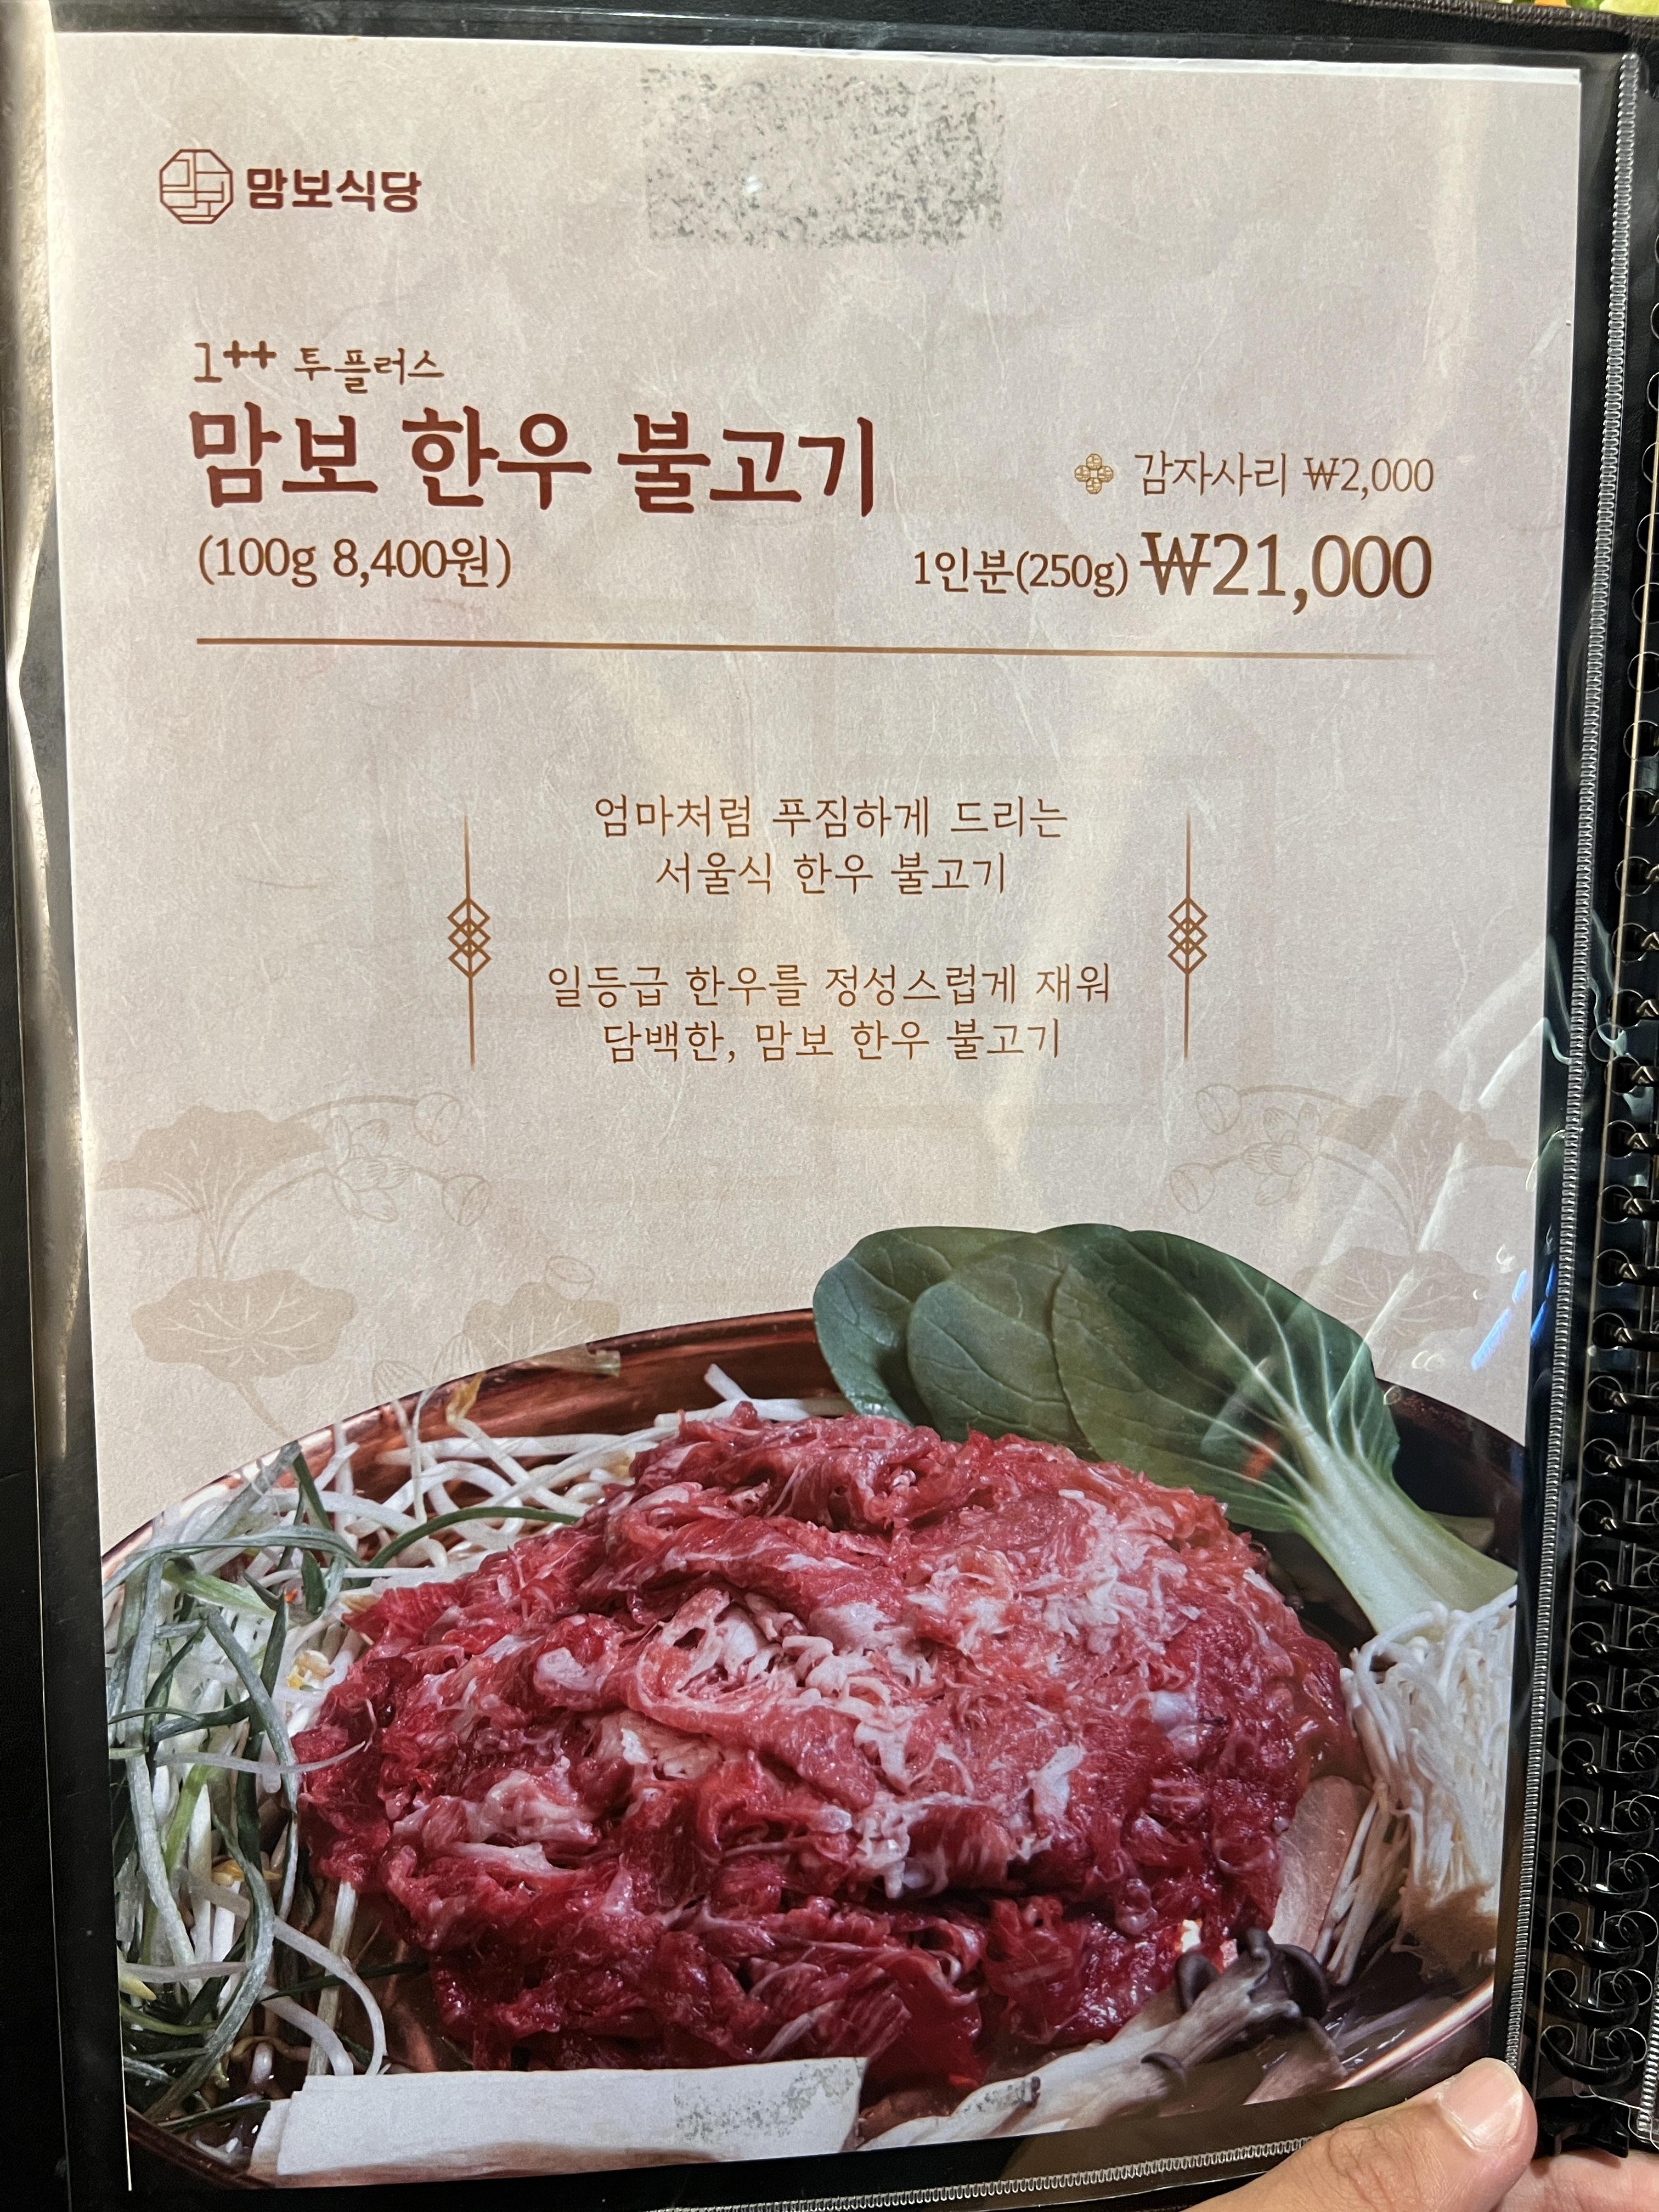 맘보식당
1++ 투플러스
맘보 한우 불고기
감자사리 ₩2,000
(100g 8,400원)
1인분(250g) ₩21,000
엄마처럼 푸짐하게 드리는
서울식 한우 불고기
일등급 한우를 정성스럽게 재워
담백한, 맘보 한우 불고기